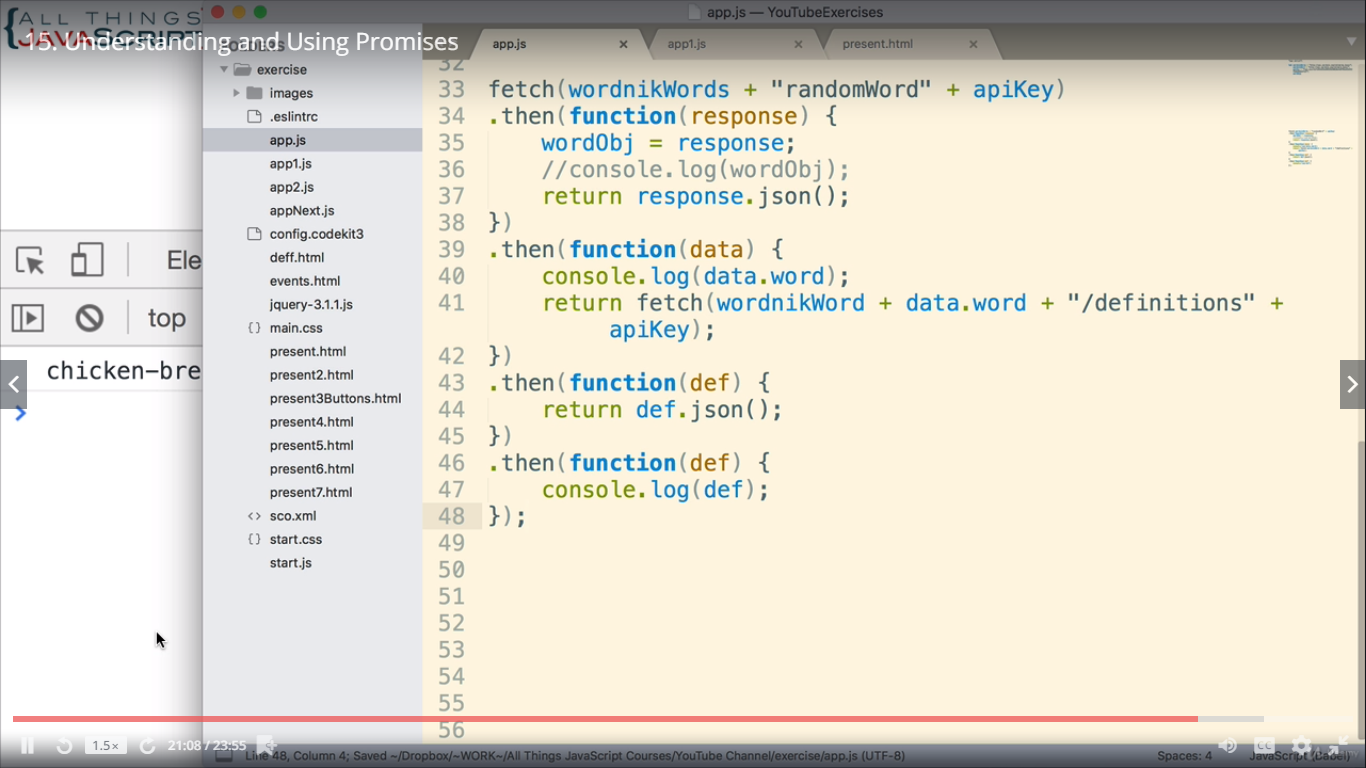 ALL THINGS
JAVASCRIPT
15. Understanding and Using Promises
app.js — YouTubeExercises
app.js
app1.js
present.html
exercise
images
.eslintrc
app.js
app1.js
app2.js
appNext.js
config.codekit3
deff.html
events.html
jquery-3.1.1.js
{} main.css
present.html
present2.html
present3Buttons.html
present4.html
present5.html
present6.html
present7.html
<> sco.xml
{} start.css
start.js
Ele
top
chicken-bre
32
33 fetch(wordnikWords + "randomWord" + apiKey)
34 .then(function(response) {
35 wordObj = response;
36 //console.log(wordObj);
37 return response.json();
38 })
39 .then(function(data) {
40 console.log(data.word);
41 return fetch(wordnikWord + data.word + "/definitions" +
apiKey);
42 })
43 .then(function(def) {
44 return def.json();
45 })
46 .then(function(def) {
47 console.log(def);
48 });
49
50
51
52
53
54
55
56
1.5×
21:08 / 23:55
CC
Line 48, Column 4; Saved ~/Dropbox/~WORK~/All Things JavaScript Courses/YouTube Channel/exercise/app.js (UTF-8)
Spaces: 4
JavaScript (Babel)